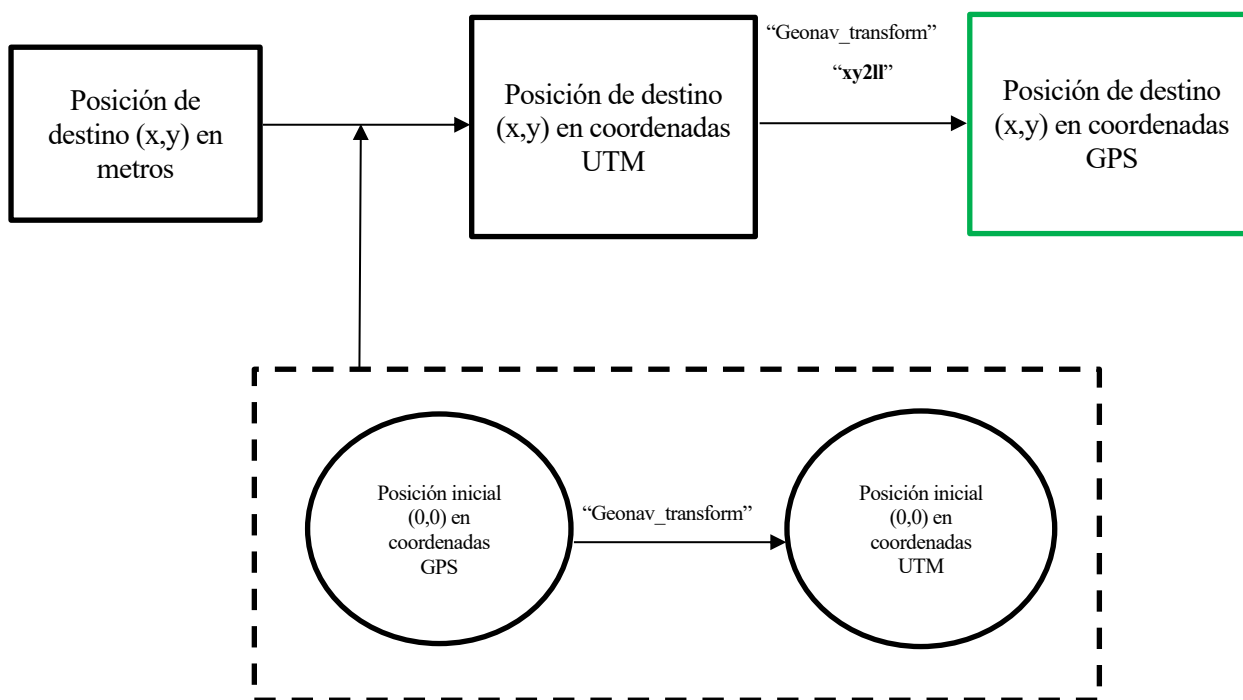 Posición de
destino (x,y) en
metros
Posición de destino
(x,y) en coordenadas
UTM
“Geonav_transform”
“xy2ll”
Posición de destino
(x,y) en coordenadas
GPS
Posición inicial
(0,0) en
coordenadas
GPS
“Geonav_transform”
Posición inicial
(0,0) en
coordenadas
UTM